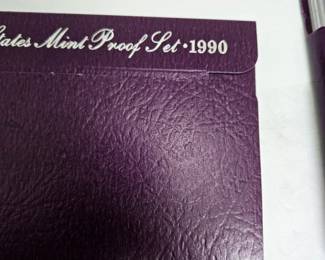 States Mint Proof Set • 1990